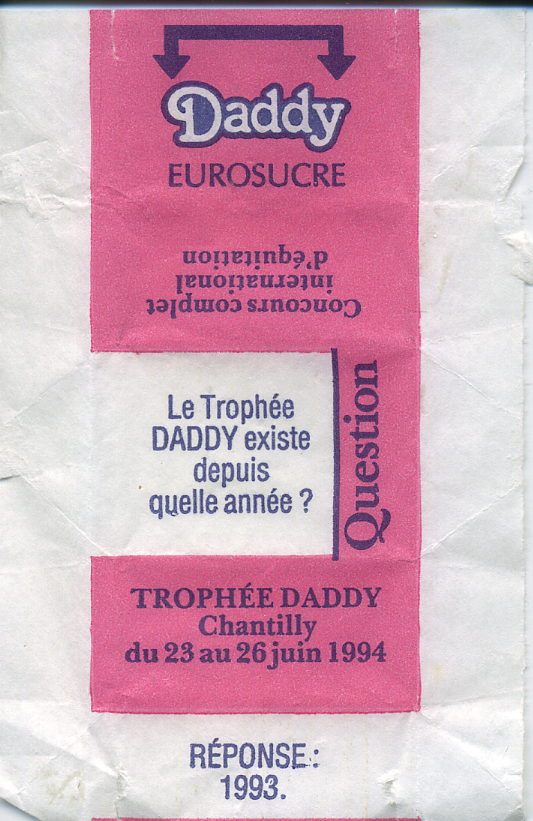 Daddy
EUROSUCRE
Concours complet
international
d'équitation
Question
Le Trophée
DADDY existe
depuis
quelle année ?
TROPHÉE DADDY
Chantilly
du 23 au 26 juin 1994
RÉPONSE :
1993.